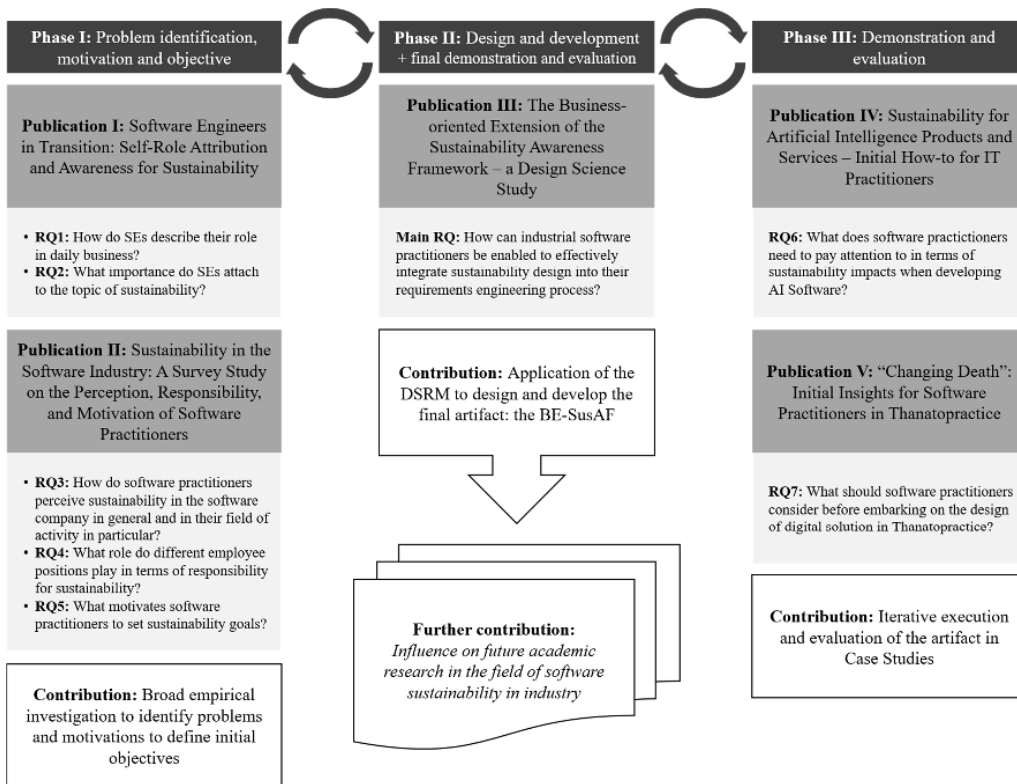 Phase I: Problem identification,
motivation and objective
Publication I: Software Engineers
in Transition: Self-Role Attribution
and Awareness for Sustainability
• RQ1: How do SEs describe their role
in daily business?
• RQ2: What importance do SEs attach
to the topic of sustainability?
Publication II: Sustainability in the
Software Industry: A Survey Study
on the Perception, Responsibility,
and Motivation of Software
Practitioners
• RQ3: How do software practitioners
perceive sustainability in the software
company in general and in their field of
activity in particular?
• RQ4: What role do different employee
positions play in terms of responsibility
for sustainability?
• RQ5: What motivates software
practitioners to set sustainability goals?
Contribution: Broad empirical
investigation to identify problems
and motivations to define initial
objectives
Phase II: Design and development
+ final demonstration and evaluation
Publication III: The Business-
oriented Extension of the
Sustainability Awareness
Framework – a Design Science
Study
Main RQ: How can industrial software
practitioners be enabled to effectively
integrate sustainability design into their
requirements engineering process?
Contribution: Application of the
DSRM to design and develop the
final artifact: the BE-SusAF
Further contribution:
Influence on future academic
research in the field of software
sustainability in industry
Phase III: Demonstration and
evaluation
Publication IV: Sustainability for
Artificial Intelligence Products and
Services – Initial How-to for IT
Practitioners
RQ6: What does software practictioners
need to pay attention to in terms of
sustainability impacts when developing
AI Software?
Publication V: “Changing Death”:
Initial Insights for Software
Practitioners in Thanatopractice
RQ7: What should software practitioners
consider before embarking on the design
of digital solution in Thanatopractice?
Contribution: Iterative execution
and evaluation of the artifact in
Case Studies